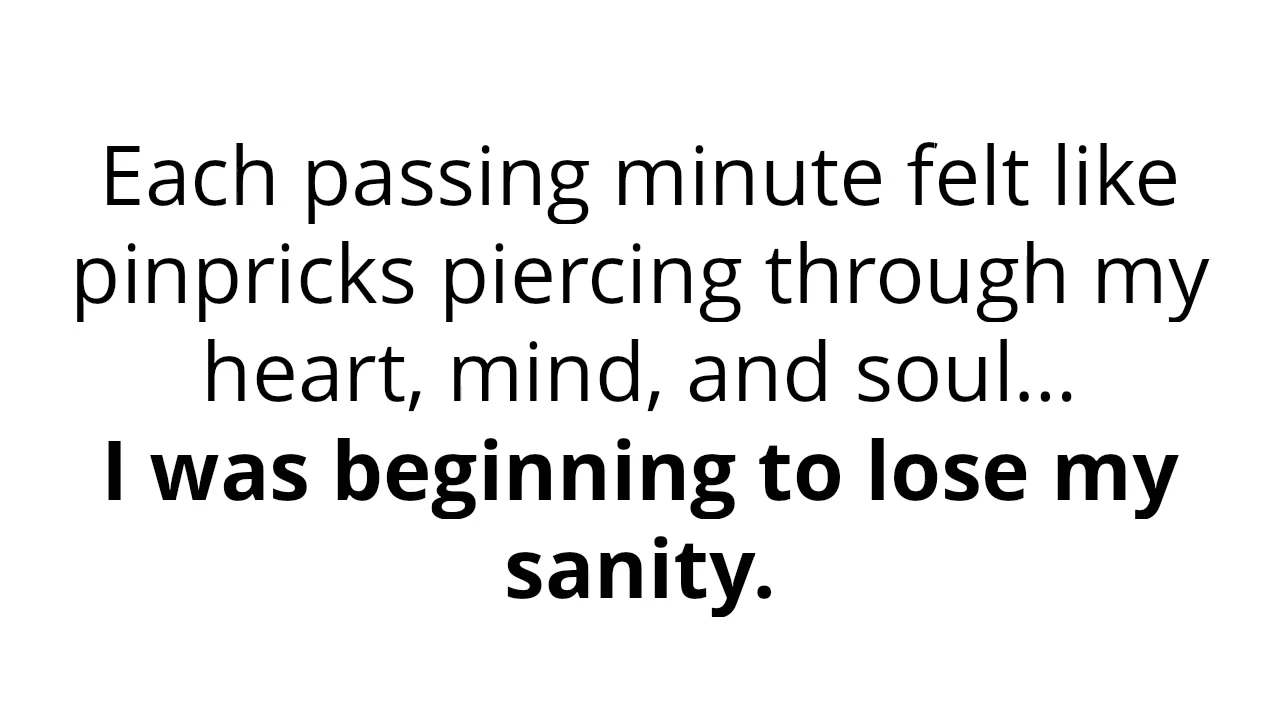 Each passing minute felt like
pinpricks piercing through my
heart, mind, and soul...
I was beginning to lose my
sanity.